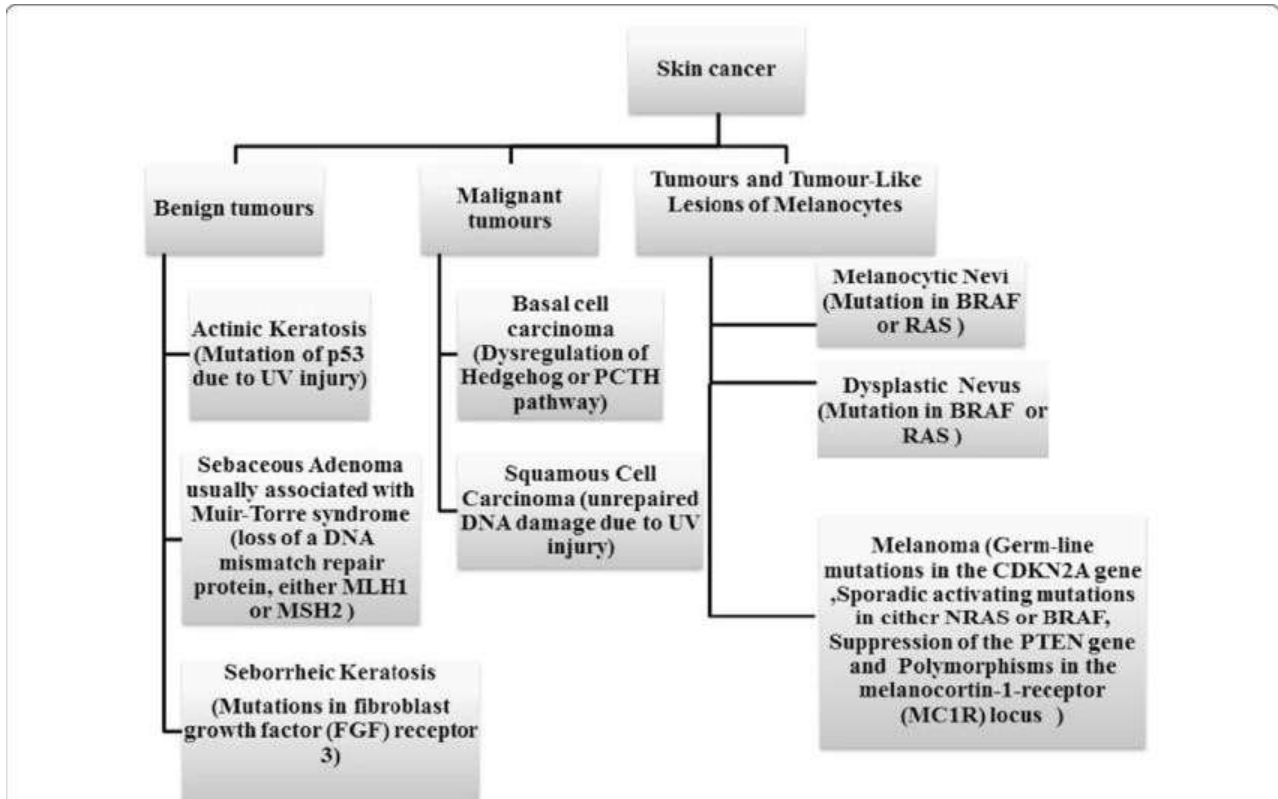 Skin cancer
Benign tumours
Actinic Keratosis
(Mutation of p53
due to UV injury)
Sebaceous Adenoma
usually associated with
Muir-Torre syndrome
(loss of a DNA
mismatch repair
protein, either MLH1
or MSH2 )
Seborrheic Keratosis
(Mutations in fibroblast
growth factor (FGF) receptor
3)
Malignant
tumours
Basal cell
carcinoma
(Dysregulation of
Hedgehog or PCTH
pathway)
Squamous Cell
Carcinoma (unrepaired
DNA damage due to UV
injury)
Tumours and Tumour-Like
Lesions of Melanocytes
Melanocytic Nevi
(Mutation in BRAF
or RAS )
Dysplastic Nevus
(Mutation in BRAF or
RAS )
Melanoma (Germ-line
mutations in the CDKN2A gene
,Sporadic activating mutations
in either NRAS or BRAF,
Suppression of the PTEN gene
and Polymorphisms in the
melanocortin-1-receptor
(MC1R) locus )